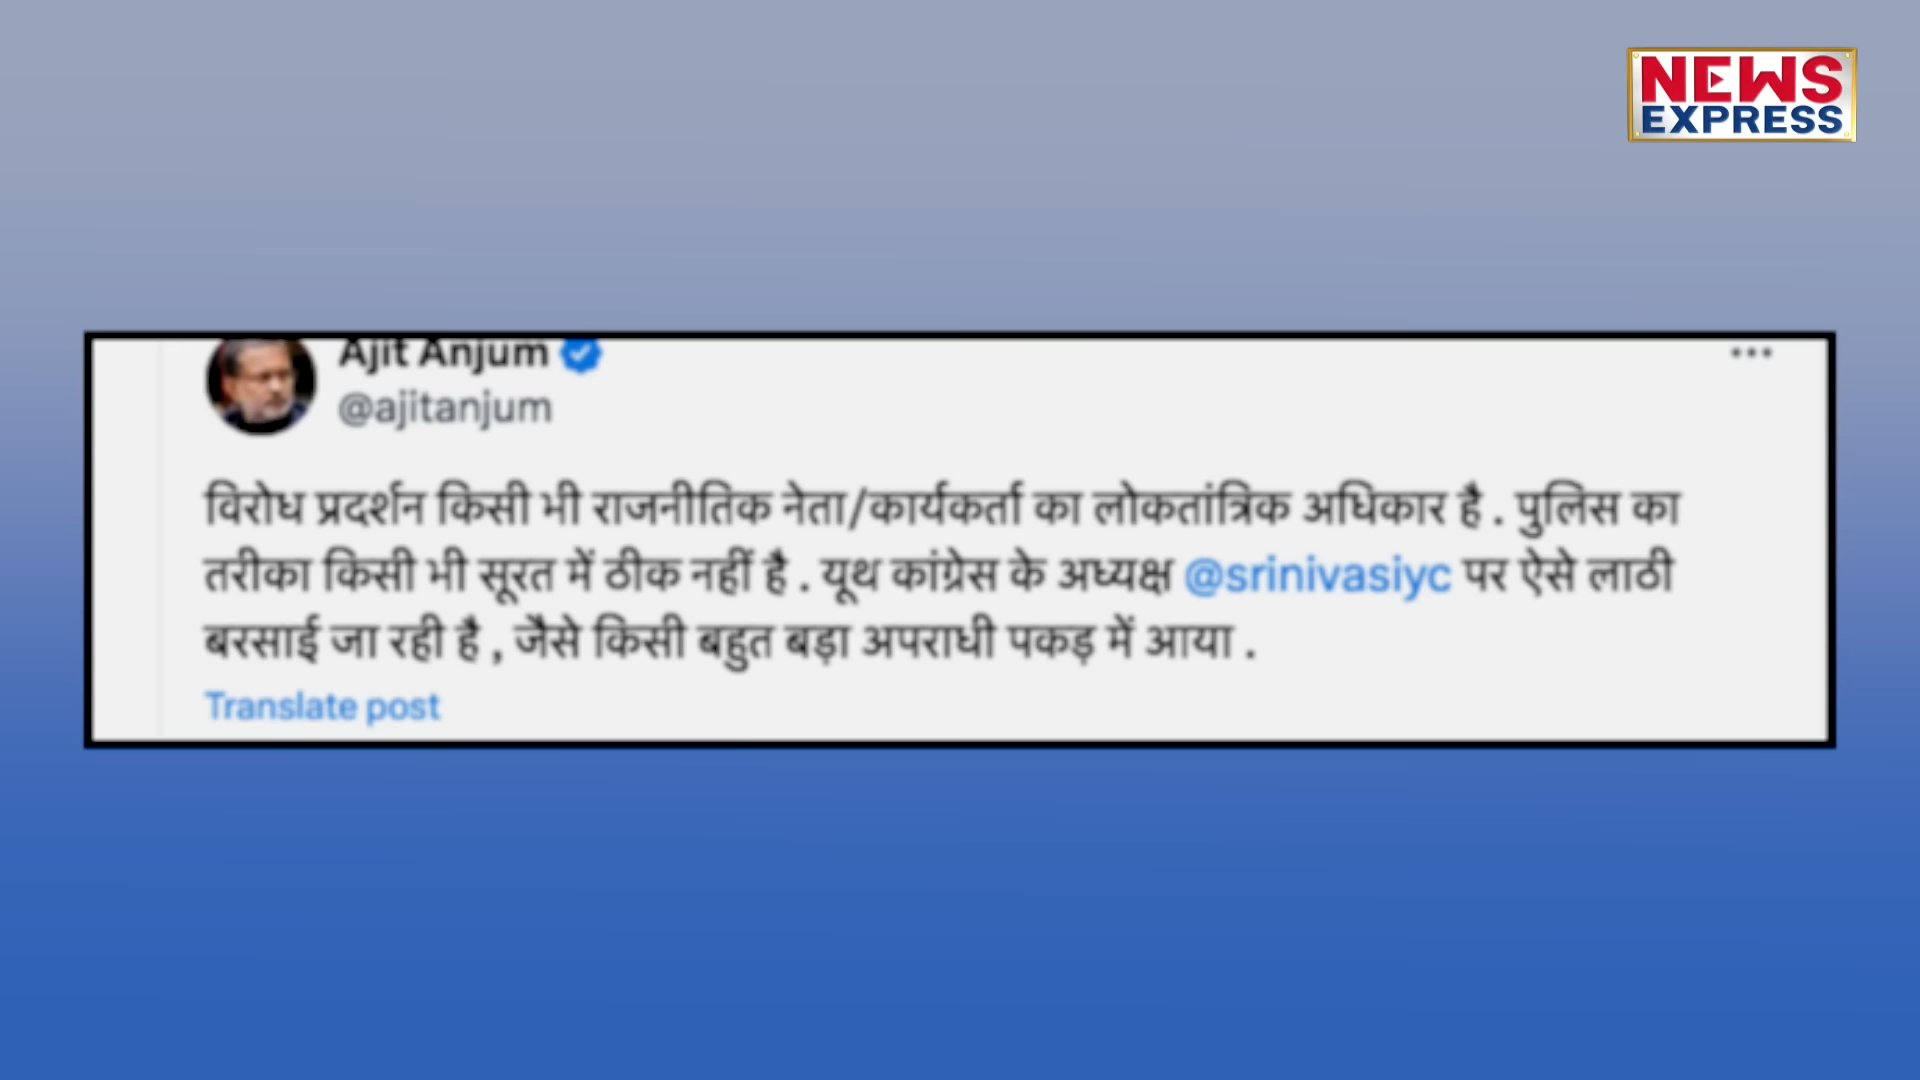 NEWS
EXPRESS
Ajit Anjum
@ajitanjum
विरोध प्रदर्शन किसी भी राजनीतिक नेता/कार्यकर्ता का लोकतांत्रिक अधिकार है . पुलिस का
तरीका किसी भी सूरत में ठीक नहीं है . यूथ कांग्रेस के अध्यक्ष @srinivasiyc पर ऐसे लाठी
बरसाई जा रही है , जैसे किसी बहुत बड़ा अपराधी पकड़ में आया .
Translate post